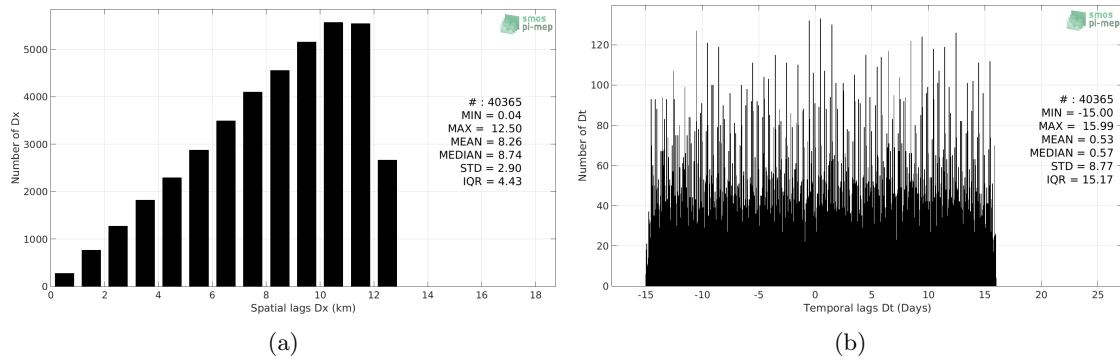 smos
pi-mep
Number of Dx
5000
4000
3000
2000
1000
0
# : 40365
MIN = 0.04
MAX = 12.50
MEAN = 8.26
MEDIAN = 8.74
STD = 2.90
IQR = 4.43
0 2 4 6 8 10 12 14 16 18
Spatial lags Dx (km)
(a)
smos
pi-mep
Number of Dt
120
100
80
60
40
20
0
# : 40365
MIN = -15.00
MAX = 15.99
MEAN = 0.53
MEDIAN = 0.57
STD = 8.77
IQR = 15.17
-15 -10 -5 0 5 10 15 20 25
Temporal lags Dt (Days)
(b)